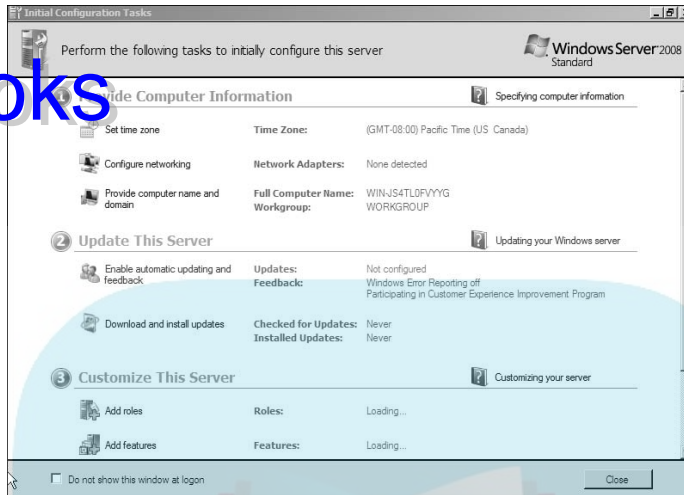 Initial Configuration Tasks
Perform the following tasks to initially configure this server
Windows Server 2008
Standard
oks
1 Provide Computer Information
Specifying computer information
Set time zone Time Zone: (GMT-08:00) Pacific Time (US Canada)
Configure networking Network Adapters: None detected
Provide computer name and domain Full Computer Name: WIN-JS4TL0FVYYG
Workgroup: WORKGROUP
2 Update This Server
Updating your Windows server
Enable automatic updating and feedback Updates: Not configured
Feedback: Windows Error Reporting off
Participating in Customer Experience Improvement Program
Download and install updates Checked for Updates: Never
Installed Updates: Never
3 Customize This Server
Customizing your server
Add roles Roles: Loading...
Add features Features: Loading...
Do not show this window at logon
Close